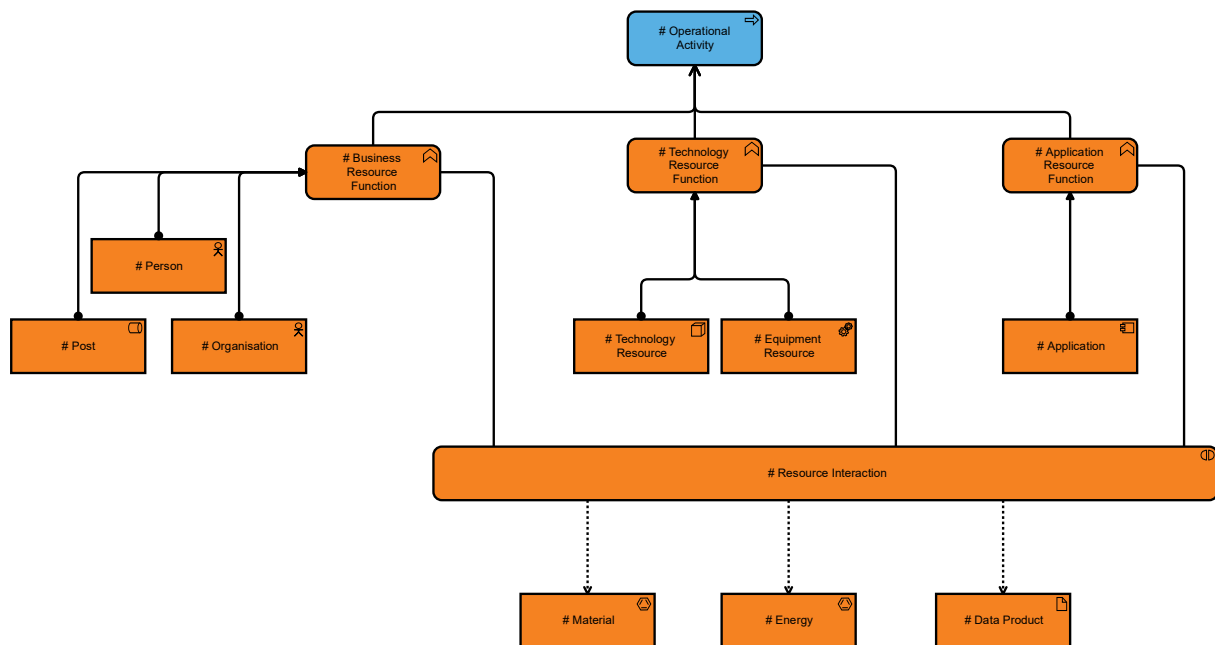 # Operational
Activity
# Business
Resource
Function
# Technology
Resource
Function
# Application
Resource
Function
# Person
# Post
# Organisation
# Technology
Resource
# Equipment
Resource
# Application
# Resource Interaction
# Material
# Energy
# Data Product